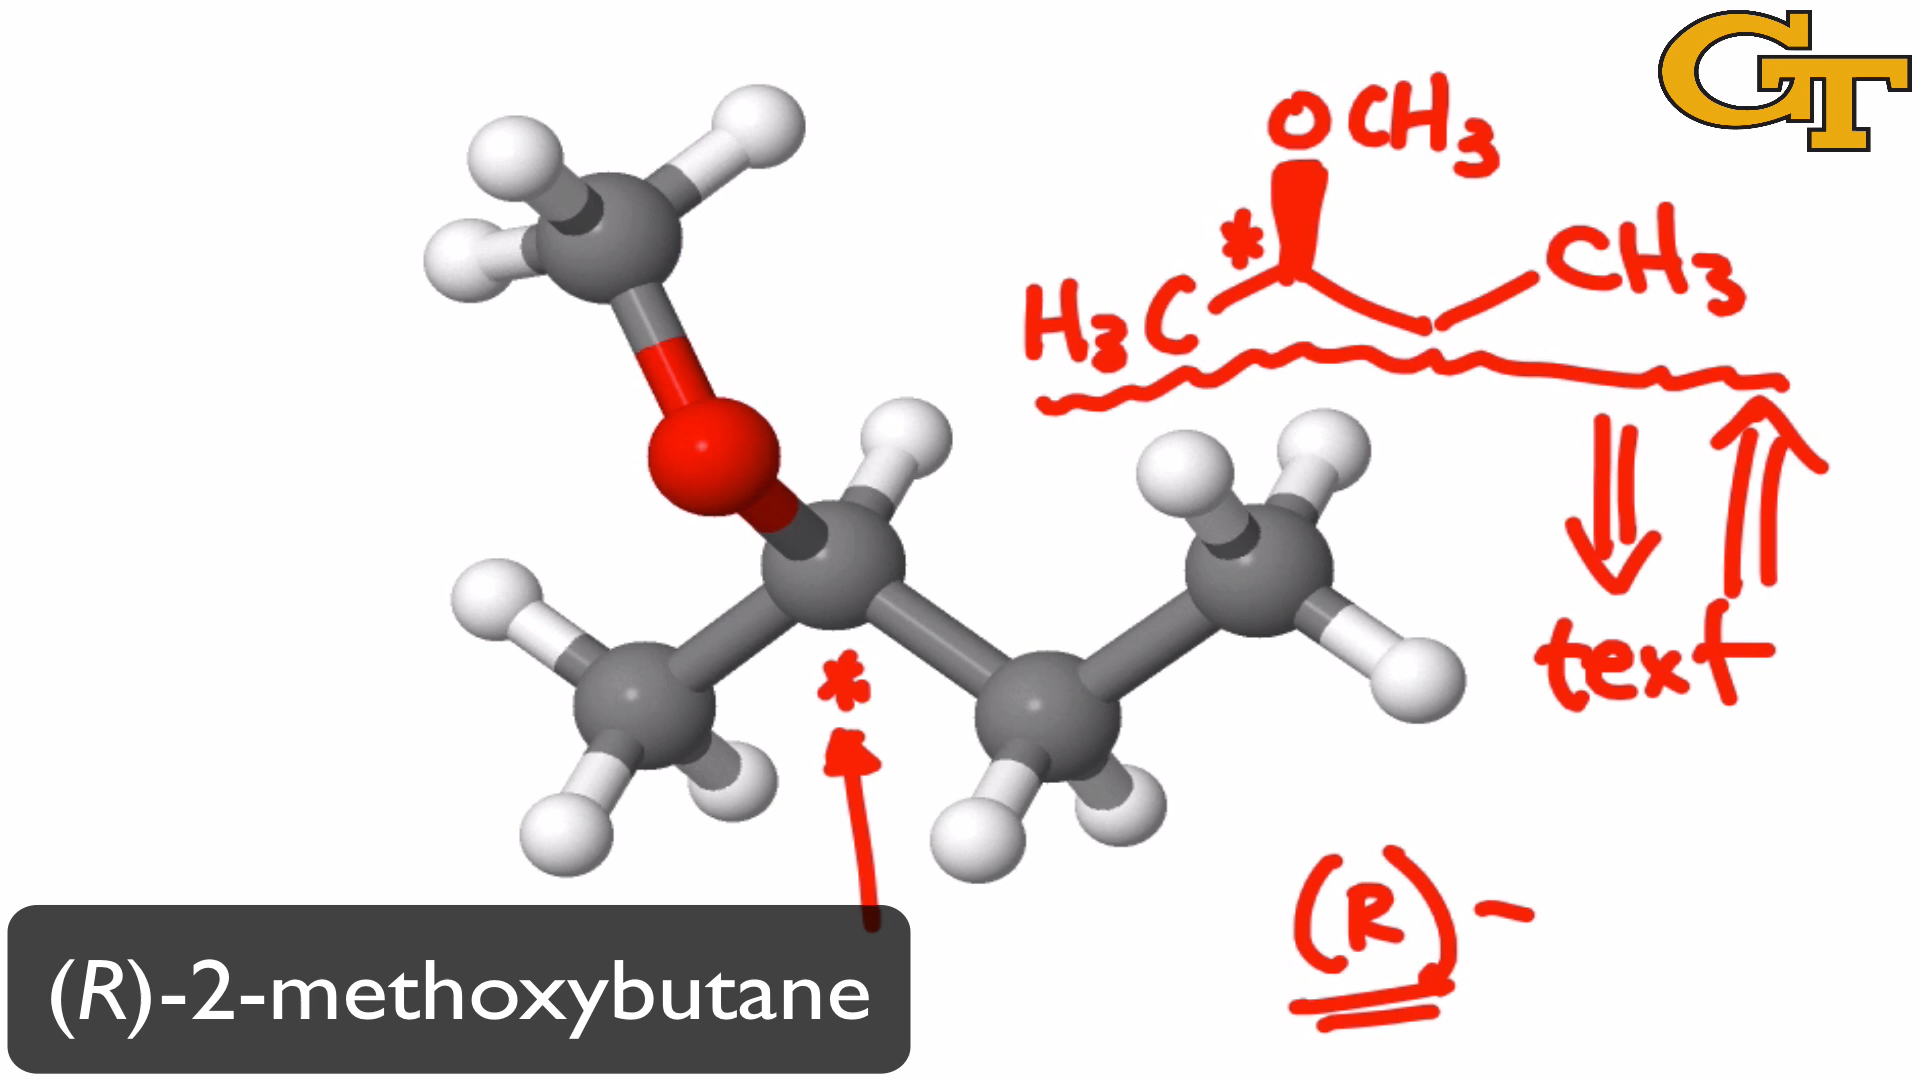 GT
OCH3
*
H3C
CH3
text
*
(R)-
(R)-2-methoxybutane